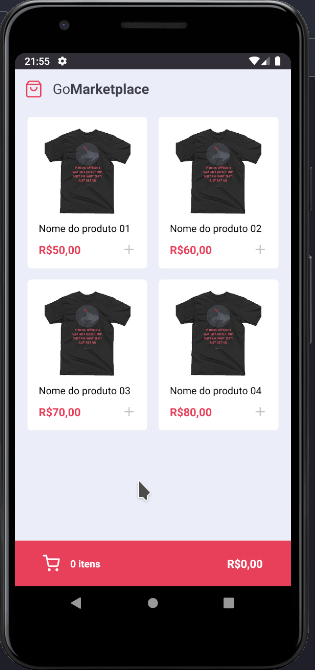 21:55
GoMarketplace
Nome do produto 01
R$50,00 +
Nome do produto 02
R$60,00 +
Nome do produto 03
R$70,00 +
Nome do produto 04
R$80,00 +
0 itens
R$0,00